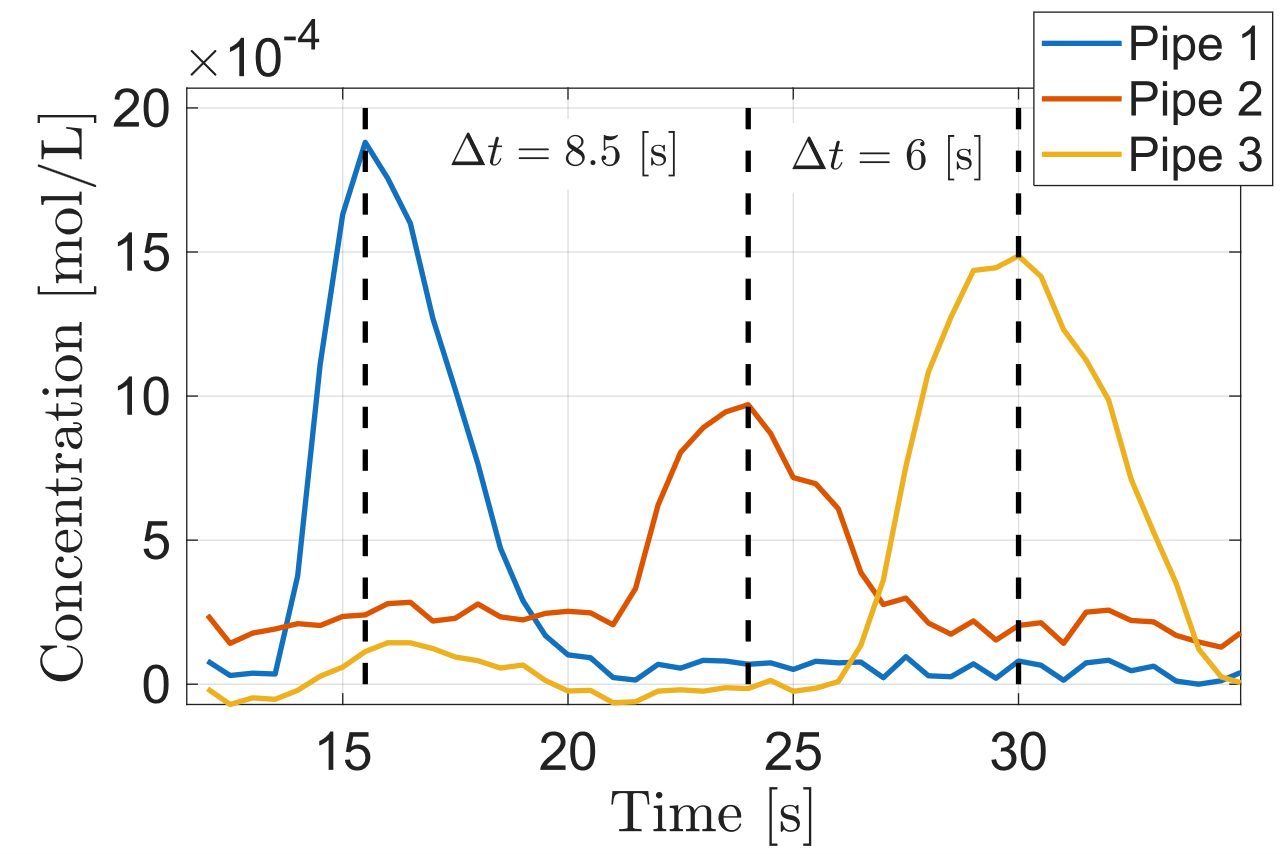 ×10⁻⁴
Pipe 1
Pipe 2
Pipe 3
Δt = 8.5 [s]
Δt = 6 [s]
Concentration [mol/L]
20
15
10
5
0
15
20
25
30
Time [s]